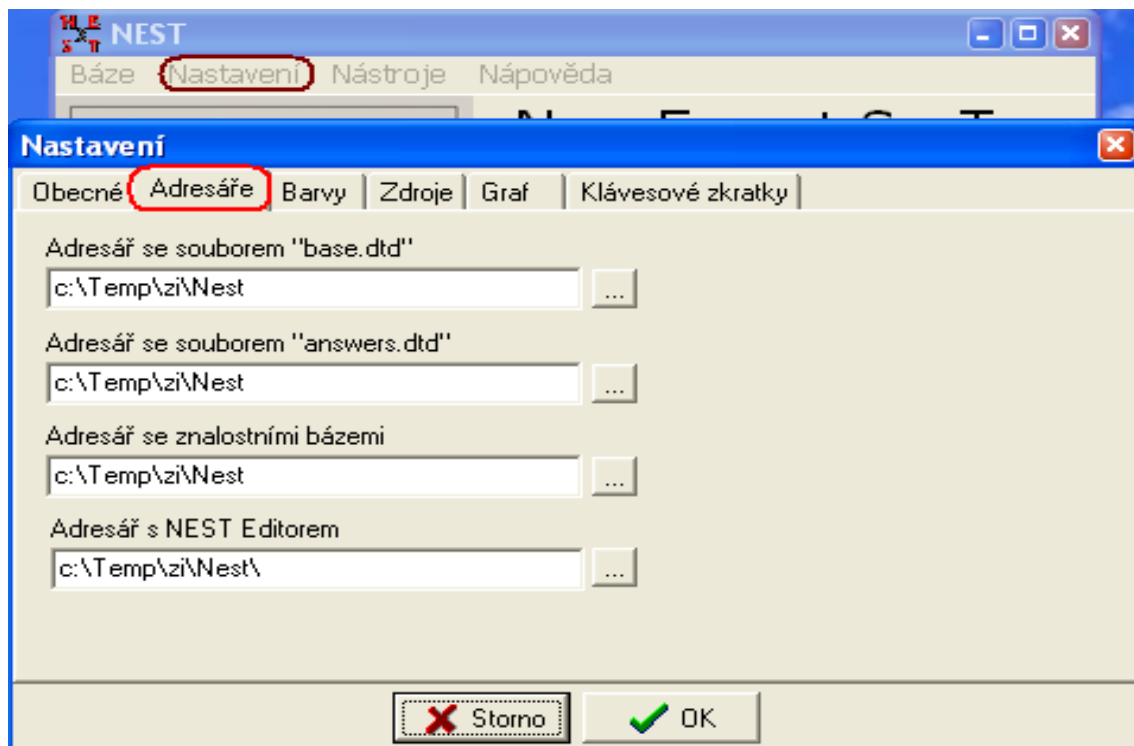 NEST
NEST
Báze Nastavení Nástroje Nápověda
Nastavení
Obecné Adresáře Barvy Zdroje Graf Klávesové zkratky
Adresář se souborem "base.dtd"
c:\Temp\zi\Nest
...
Adresář se souborem "answers.dtd"
c:\Temp\zi\Nest
...
Adresář se znalostními bázemi
c:\Temp\zi\Nest
...
Adresář s NEST Editorem
c:\Temp\zi\Nest\
...
Storno OK